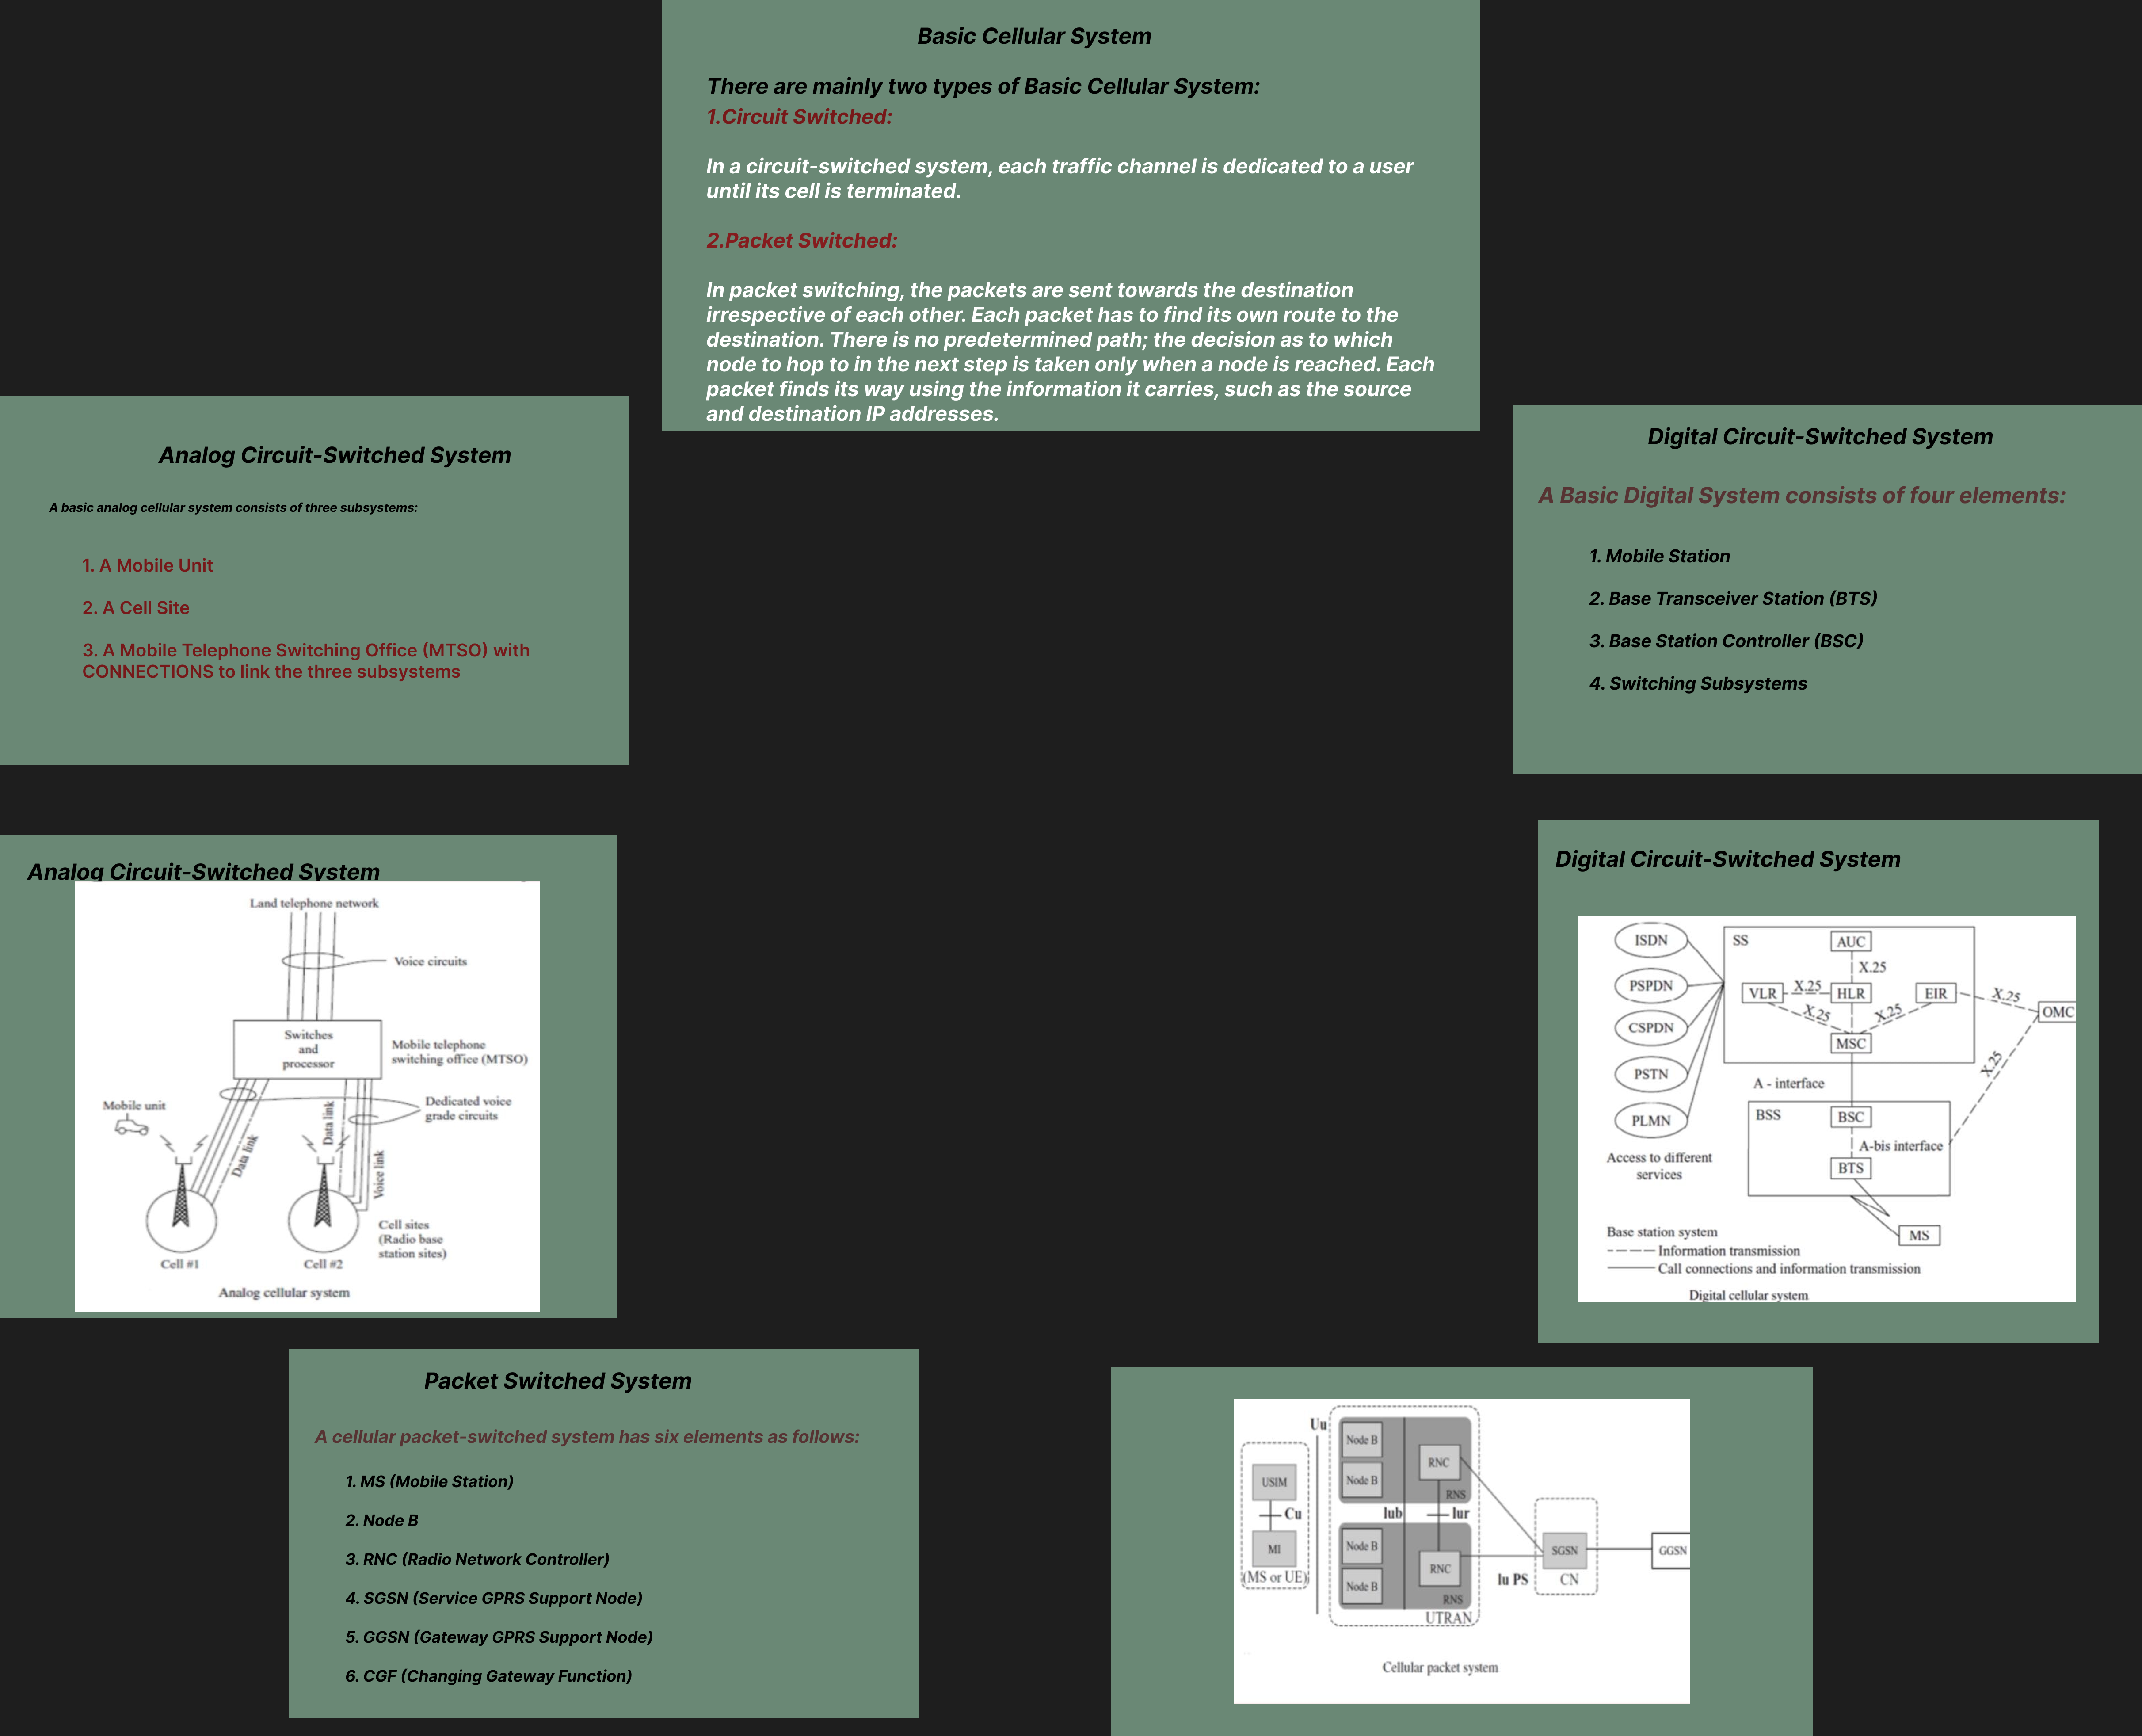 Basic Cellular System
There are mainly two types of Basic Cellular System:
1.Circuit Switched:
In a circuit-switched system, each traffic channel is dedicated to a user
until its cell is terminated.
2.Packet Switched:
In packet switching, the packets are sent towards the destination
irrespective of each other. Each packet has to find its own route to the
destination. There is no predetermined path; the decision as to which
node to hop to in the next step is taken only when a node is reached. Each
packet finds its way using the information it carries, such as the source
and destination IP addresses.
Analog Circuit-Switched System
A basic analog cellular system consists of three subsystems:
1. A Mobile Unit
2. A Cell Site
3. A Mobile Telephone Switching Office (MTSO) with
CONNECTIONS to link the three subsystems
Digital Circuit-Switched System
A Basic Digital System consists of four elements:
1. Mobile Station
2. Base Transceiver Station (BTS)
3. Base Station Controller (BSC)
4. Switching Subsystems
Analog Circuit-Switched System
Land telephone network
Voice circuits
Switches
and
processor
Mobile telephone
switching office (MTSO)
Mobile unit
Dedicated voice
grade circuits
Data link
Data link
Voice link
Cell sites
(Radio base
station sites)
Cell #1
Cell #2
Analog cellular system
Digital Circuit-Switched System
ISDN
SS
AUC
X.25
PSPDN
VLR
X.25
HLR
EIR
X.25
OMC
X.25
X.25
CSPDN
MSC
X.25
PSTN
A - interface
PLMN
BSS
BSC
A-bis interface
BTS
Access to different
services
MS
Base station system
Information transmission
Call connections and information transmission
Digital cellular system
Packet Switched System
A cellular packet-switched system has six elements as follows:
1. MS (Mobile Station)
2. Node B
3. RNC (Radio Network Controller)
4. SGSN (Service GPRS Support Node)
5. GGSN (Gateway GPRS Support Node)
6. CGF (Changing Gateway Function)
Uu
Node B
RNC
USIM
Node B
RNS
Cu
Iub
Iur
MI
Node B
RNC
SGSN
GGSN
(MS or UE)
Node B
Iu PS
CN
RNS
UTRAN
Cellular packet system